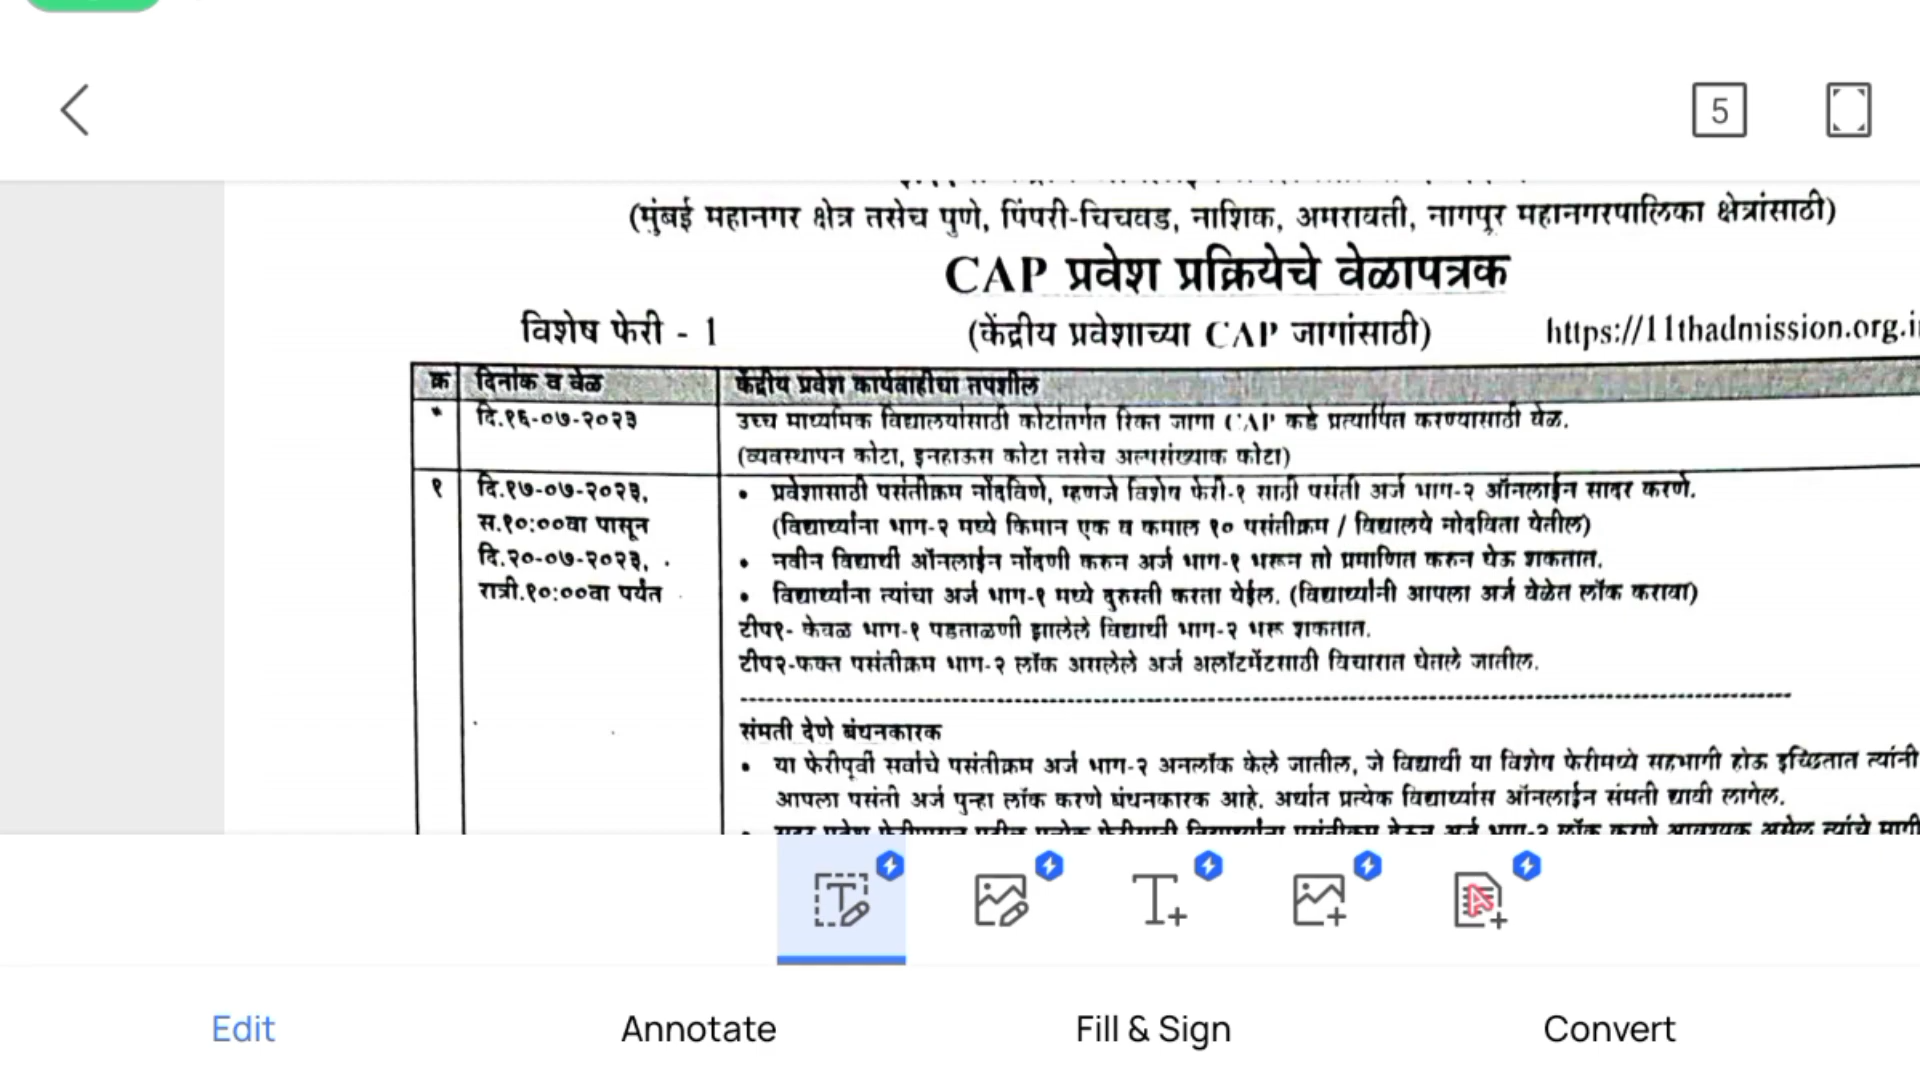 5
(मुंबई महानगर क्षेत्र तसेच पुणे, पिंपरी-चिंचवड, नाशिक, अमरावती, नागपूर महानगरपालिका क्षेत्रांसाठी)
CAP प्रवेश प्रक्रियेचे वेळापत्रक
विशेष फेरी - 1 (केंद्रीय प्रवेशाच्या CAP जागांसाठी) https://11thadmission.org.i
क्र दिनांक व वेळ केंद्रीय प्रवेश कार्यवाहीचा तपशील
* दि.१६-०७-२०२३ उच्च माध्यमिक विद्यालयांसाठी कोटांतर्गत रिक्त जागा CAP कडे प्रत्यार्पित करण्यासाठी वेळ.
(व्यवस्थापन कोटा, इनहाऊस कोटा तसेच अल्पसंख्याक कोटा)
१ दि.१७-०७-२०२३, • प्रवेशासाठी पसंतीक्रम नोंदविणे, म्हणजे विशेष फेरी-१ साठी पसंती अर्ज भाग-२ ऑनलाईन सादर करणे.
स.१०:००वा पासून (विद्यार्थ्यांना भाग-२ मध्ये किमान एक व कमाल १० पसंतीक्रम / विद्यालये नोंदविता येतील)
दि.२०-०७-२०२३, • नवीन विद्यार्थी ऑनलाईन नोंदणी करुन अर्ज भाग-१ भरून तो प्रमाणित करुन घेऊ शकतात.
रात्री.१०:००वा पर्यंत • विद्यार्थ्यांना त्यांचा अर्ज भाग-१ मध्ये दुरुस्ती करता येईल. (विद्यार्थ्यांनी आपला अर्ज वेळेत लॉक करावा)
टीप१- केवळ भाग-१ पडताळणी झालेले विद्यार्थी भाग-२ भरू शकतात.
टीप२-फक्त पसंतीक्रम भाग-२ लॉक असलेले अर्ज अलॉटमेंटसाठी विचारात घेतले जातील.
संमती देणे बंधनकारक
• या फेरीपूर्वी सर्वांचे पसंतीक्रम अर्ज भाग-२ अनलॉक केले जातील, जे विद्यार्थी या विशेष फेरीमध्ये सहभागी होऊ इच्छितात त्यांनी
आपला पसंती अर्ज पुन्हा लॉक करणे बंधनकारक आहे. अर्थात प्रत्येक विद्यार्थ्यास ऑनलाईन संमती द्यावी लागेल.
Edit Annotate Fill & Sign Convert